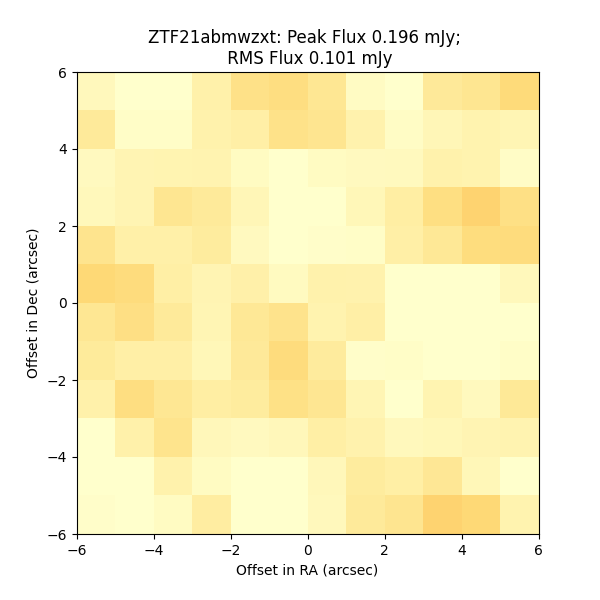 ZTF21abmwzxt: Peak Flux 0.196 mJy;
RMS Flux 0.101 mJy
6
4
2
0
−2
−4
−6
Offset in Dec (arcsec)
−6 −4 −2 0 2 4 6
Offset in RA (arcsec)